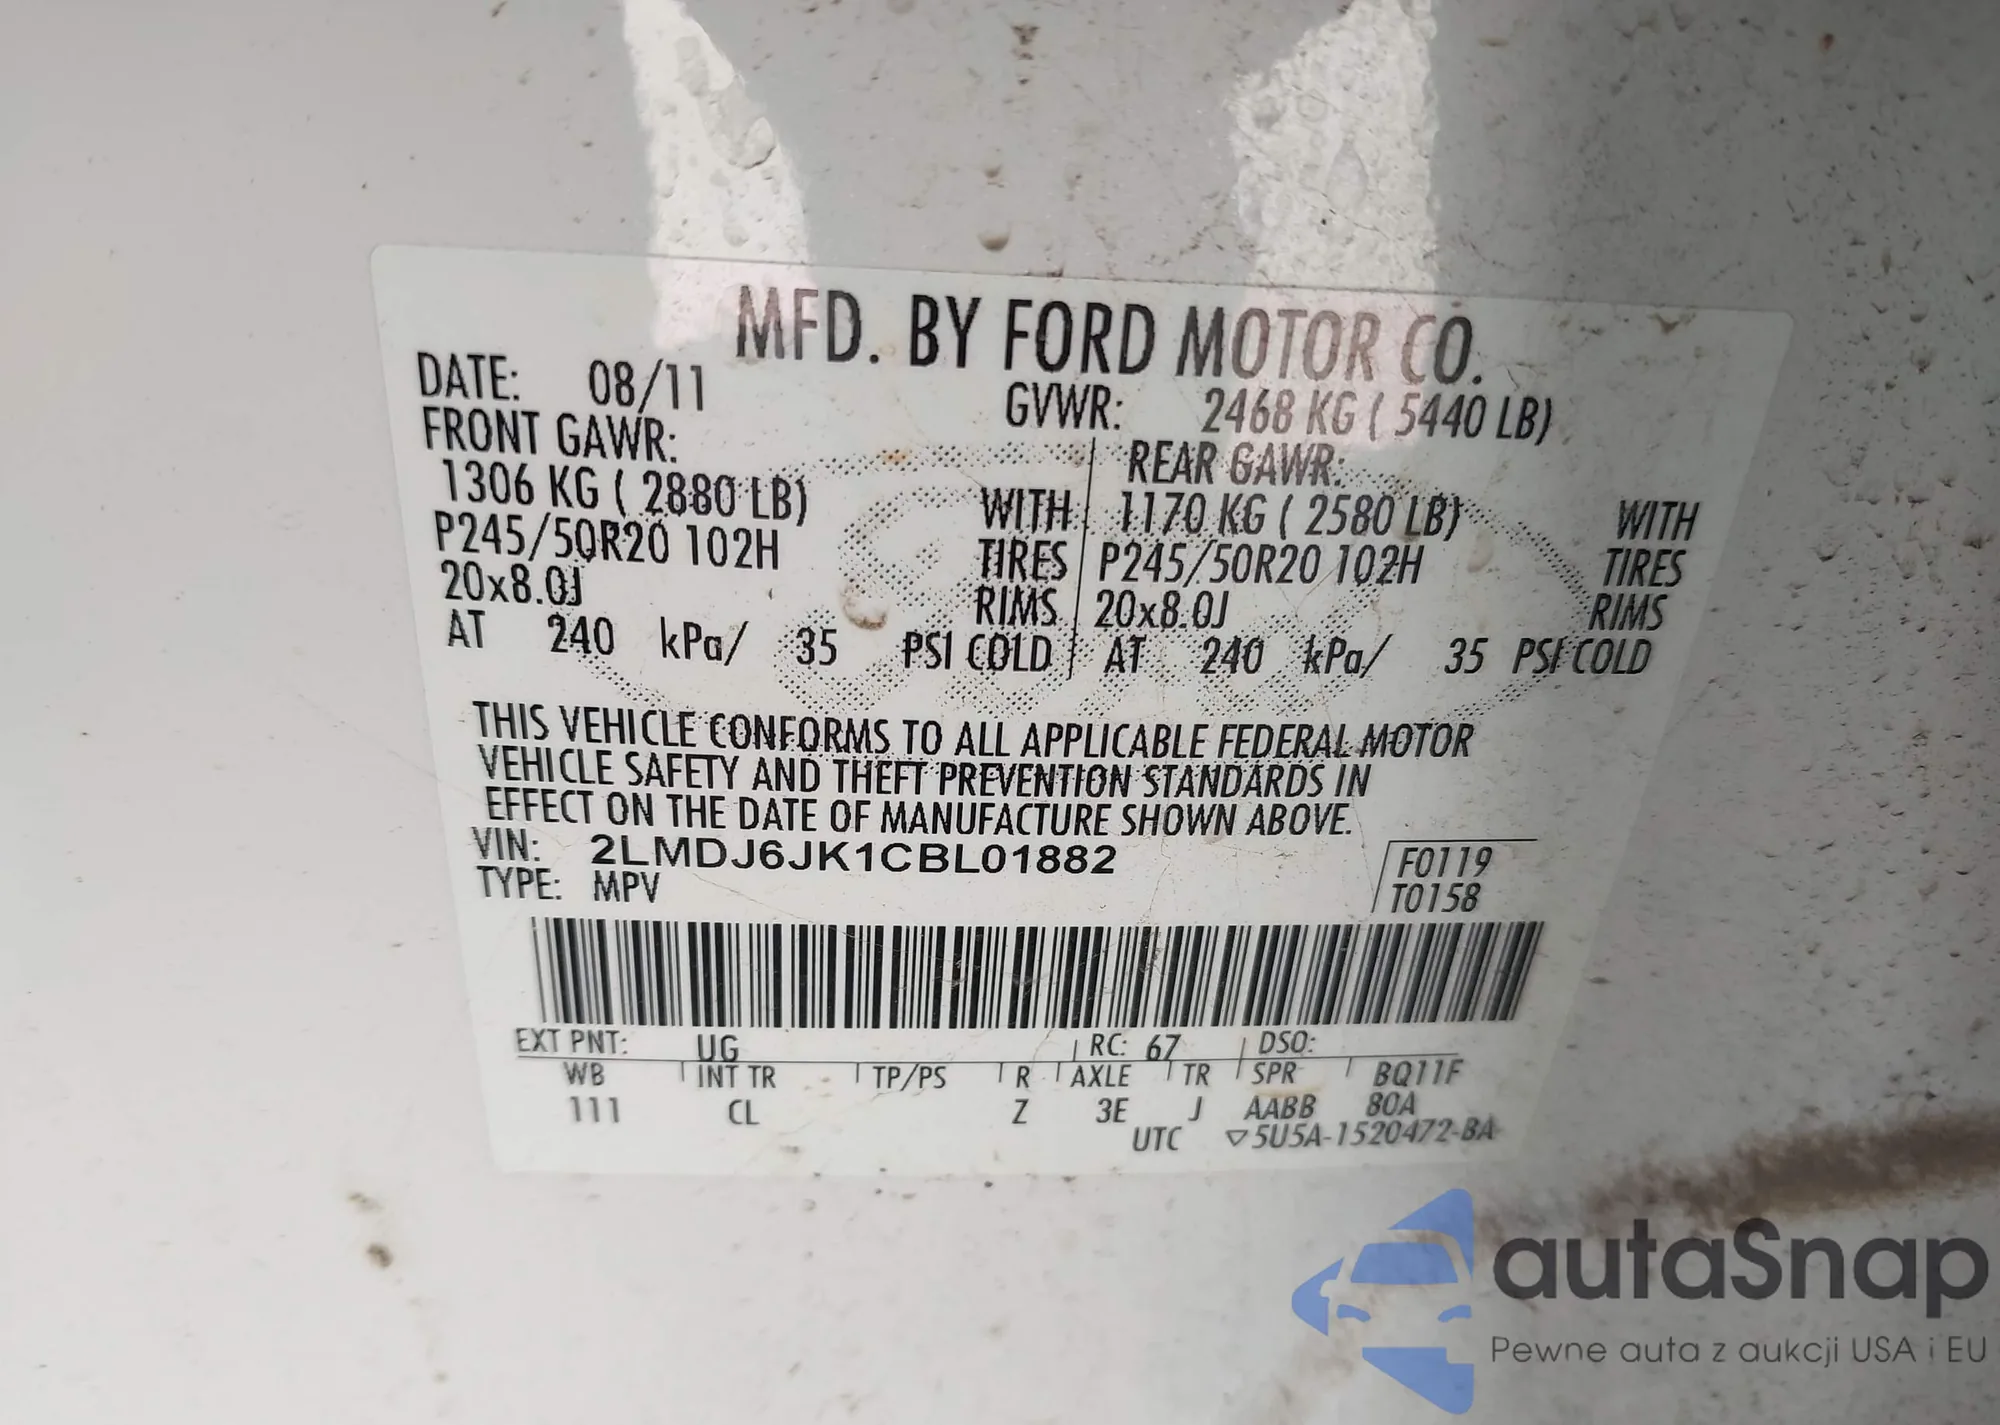 MFD. BY FORD MOTOR CO.
DATE: 08/11 GVWR: 2468 KG ( 5440 LB)
FRONT GAWR: REAR GAWR:
1306 KG ( 2880 LB) WITH 1170 KG ( 2580 LB) WITH
P245/50R20 102H TIRES P245/50R20 102H TIRES
20x8.0J RIMS 20x8.0J RIMS
AT 240 kPa/ 35 PSI COLD AT 240 kPa/ 35 PSI COLD
THIS VEHICLE CONFORMS TO ALL APPLICABLE FEDERAL MOTOR
VEHICLE SAFETY AND THEFT PREVENTION STANDARDS IN
EFFECT ON THE DATE OF MANUFACTURE SHOWN ABOVE.
VIN: 2LMDJ6JK1CBL01882 F0119
TYPE: MPV T0158
EXT PNT: UG RC: 67 DSO:
WB INT TR TP/PS R AXLE TR SPR BQ11F
111 CL Z 3E J AABB 80A
UTC ▽5U5A-1520472-BA
autaSnap
Pewne auta z aukcji USA i EU